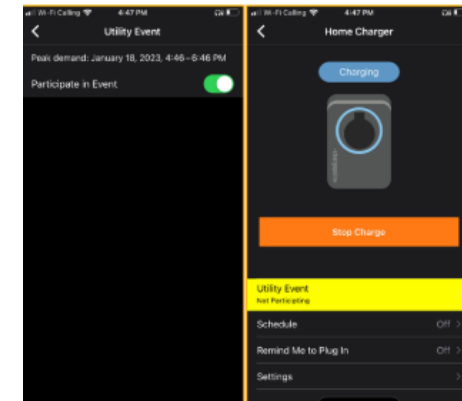 Wi-Fi Calling 4:47 PM
Utility Event
Peak demand: January 18, 2023, 4:46–6:46 PM
Participate in Event
Wi-Fi Calling 4:47 PM
Home Charger
Charging
Stop Charge
Utility Event
Not Participating
Schedule Off
Remind Me to Plug In Off
Settings